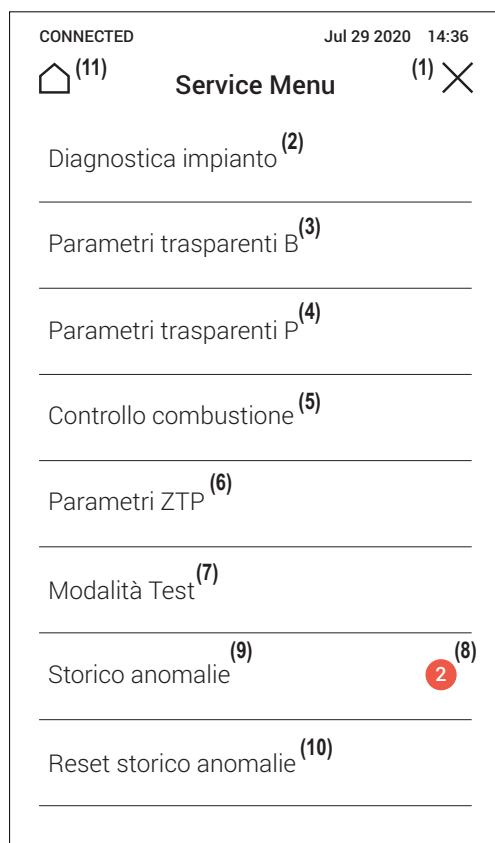 CONNECTED Jul 29 2020 14:36
(11) Service Menu (1)
Diagnostica impianto (2)
Parametri trasparenti B (3)
Parametri trasparenti P (4)
Controllo combustione (5)
Parametri ZTP (6)
Modalità Test (7)
Storico anomalie (9) 2 (8)
Reset storico anomalie (10)